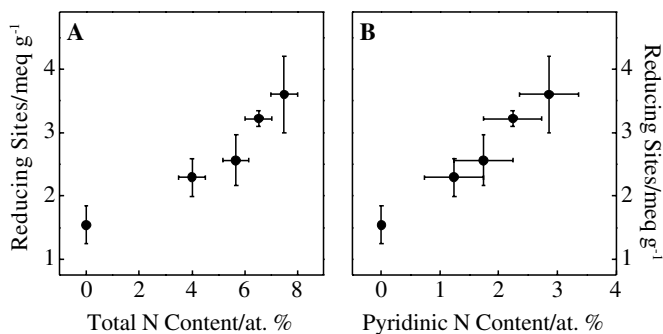 A
B
Reducing Sites/meq g-1
4
3
2
1
0 2 4 6 8
Total N Content/at. %
0 1 2 3 4
Pyridinic N Content/at. %
4
3
2
1
Reducing Sites/meq g-1